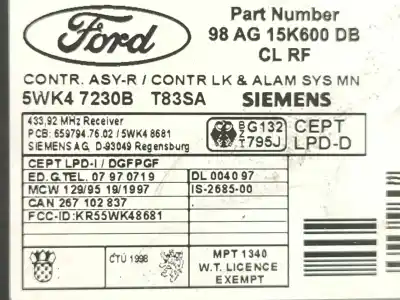 Ford
Part Number
98 AG 15K600 DB
CL RF
CONTR. ASY-R / CONTR LK & ALAM SYS MN
5WK4 7230B T83SA SIEMENS
433,92 MHz Receiver
PCB: 659794.76.02 / 5WK4 8681
SIEMENS AG, D-93049 Regensburg
BZT G132 795J
CEPT
LPD-D
CEPT LPD-I / DGFPGF
ED.G.TEL. 07 97 0719
MCW 129/95 19/1997
CAN 267 102 837
FCC-ID: KR55WK48681
DL 0040 97
IS-2685-00
ČTÚ 1998
MPT 1340
W.T. LICENCE
EXEMPT